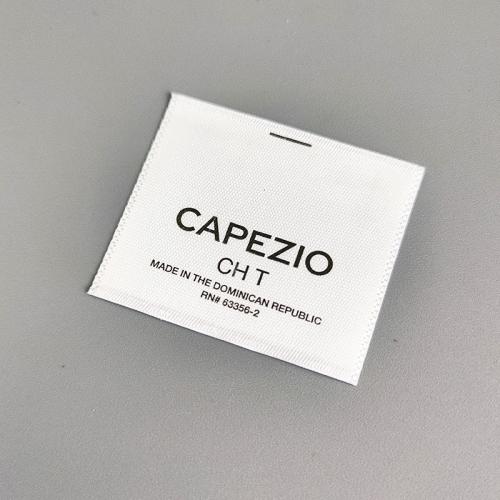 CAPEZIO
CH T
MADE IN THE DOMINICAN REPUBLIC
RN# 63356-2